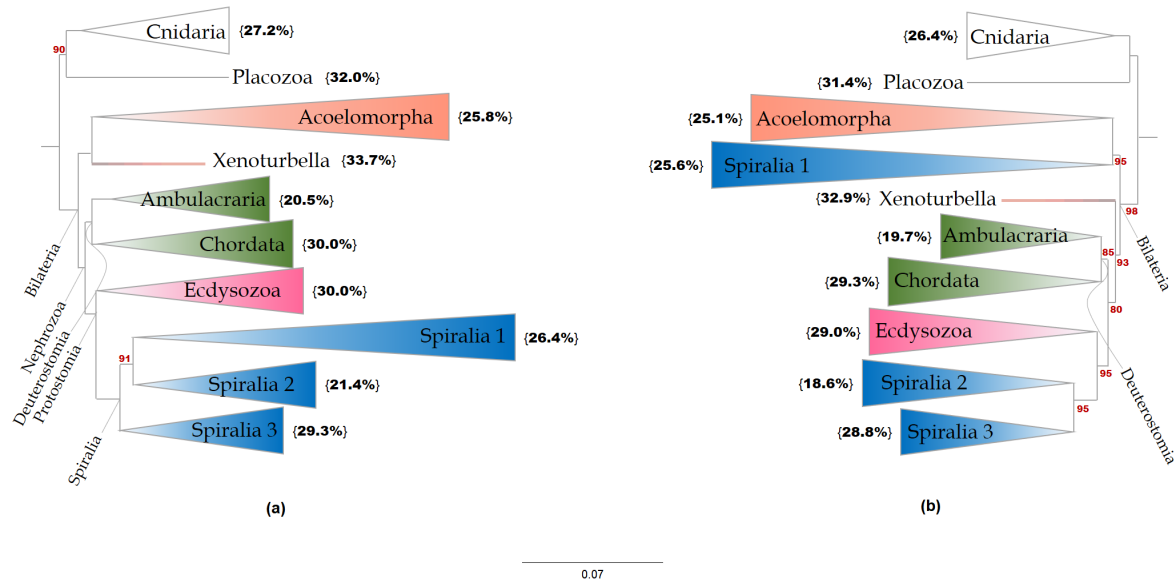 Cnidaria {27.2%}
90
Placozoa {32.0%}
Acoelomorpha {25.8%}
Xenoturbella {33.7%}
Ambulacraria {20.5%}
Chordata {30.0%}
Ecdysozoa {30.0%}
Spiralia 1 {26.4%}
91
Spiralia 2 {21.4%}
Spiralia 3 {29.3%}
Bilateria
Nephrozoa
Deuterostomia
Protostomia
Spiralia
(a)
{26.4%} Cnidaria
{31.4%} Placozoa
{25.1%} Acoelomorpha
95
{25.6%} Spiralia 1
{32.9%} Xenoturbella
98
{19.7%} Ambulacraria
85
93
{29.3%} Chordata
80
{29.0%} Ecdysozoa
95
{18.6%} Spiralia 2
95
{28.8%} Spiralia 3
Bilateria
Deuterostomia
(b)
0.07